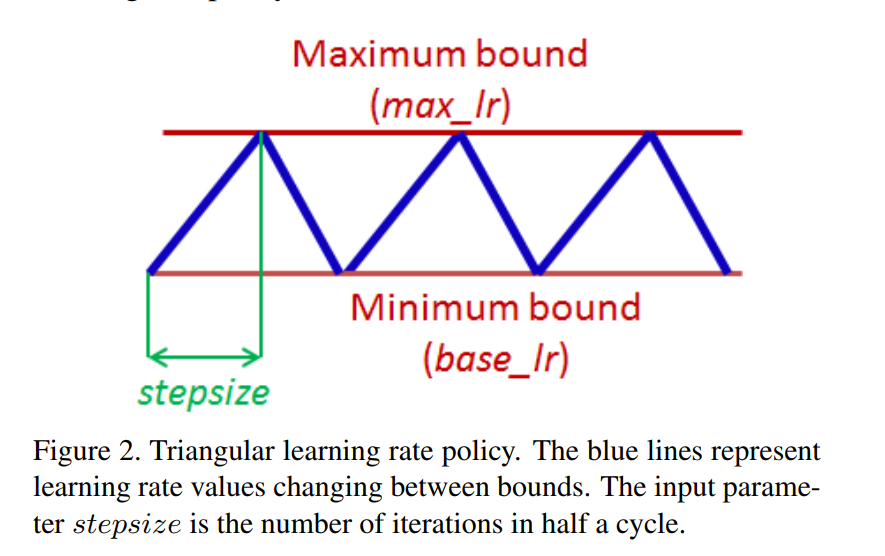 Maximum bound
(max_lr)
Minimum bound
(base_lr)
stepsize
Figure 2. Triangular learning rate policy. The blue lines represent
learning rate values changing between bounds. The input parame-
ter stepsize is the number of iterations in half a cycle.